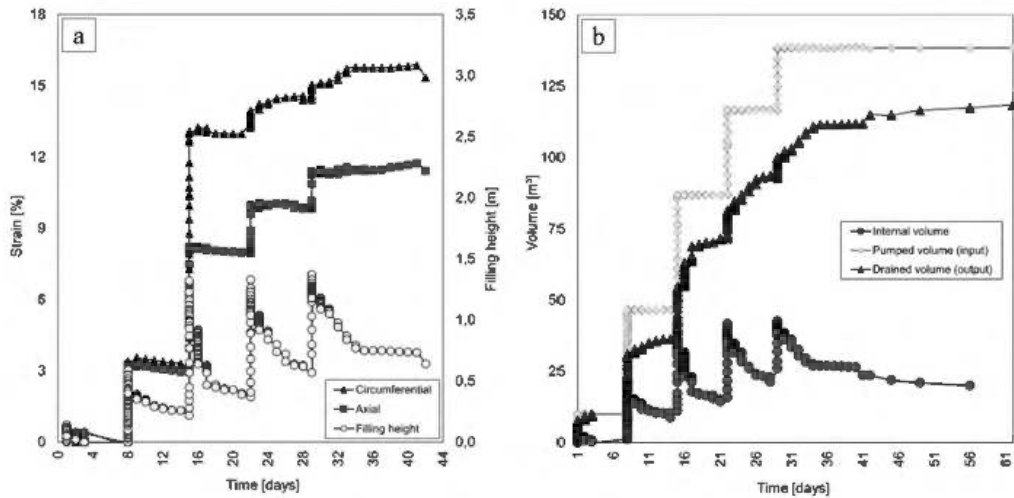 a
18
15
12
9
6
3
0
Strain [%]
3,5
3,0
2,5
2,0
1,5
1,0
0,5
0,0
Filling height [m]
Circumferential
Axial
Filling height
0 4 8 12 16 20 24 28 32 36 40 44
Time [days]
b
150
125
100
75
50
25
0
Volume [m³]
Internal volume
Pumped volume (input)
Drained volume (output)
1 6 11 16 21 26 31 36 41 46 51 56 61
Time [days]